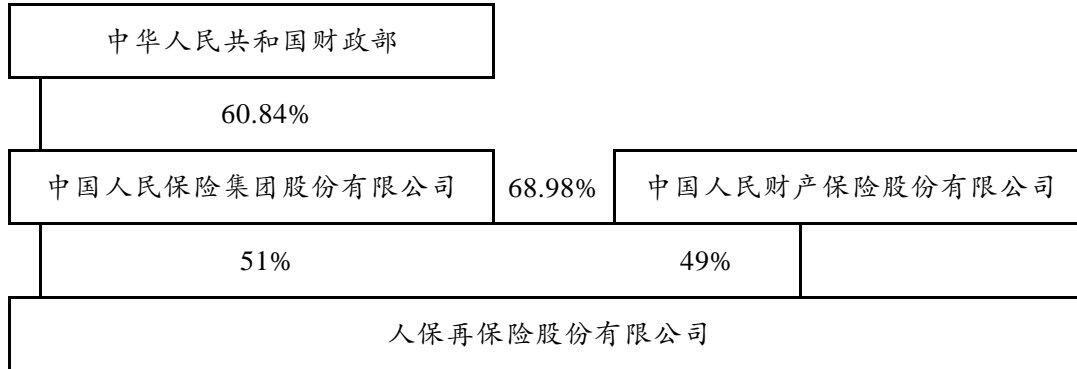 中华人民共和国财政部
60.84%
中国人民保险集团股份有限公司 68.98% 中国人民财产保险股份有限公司
51% 49%
人保再保险股份有限公司